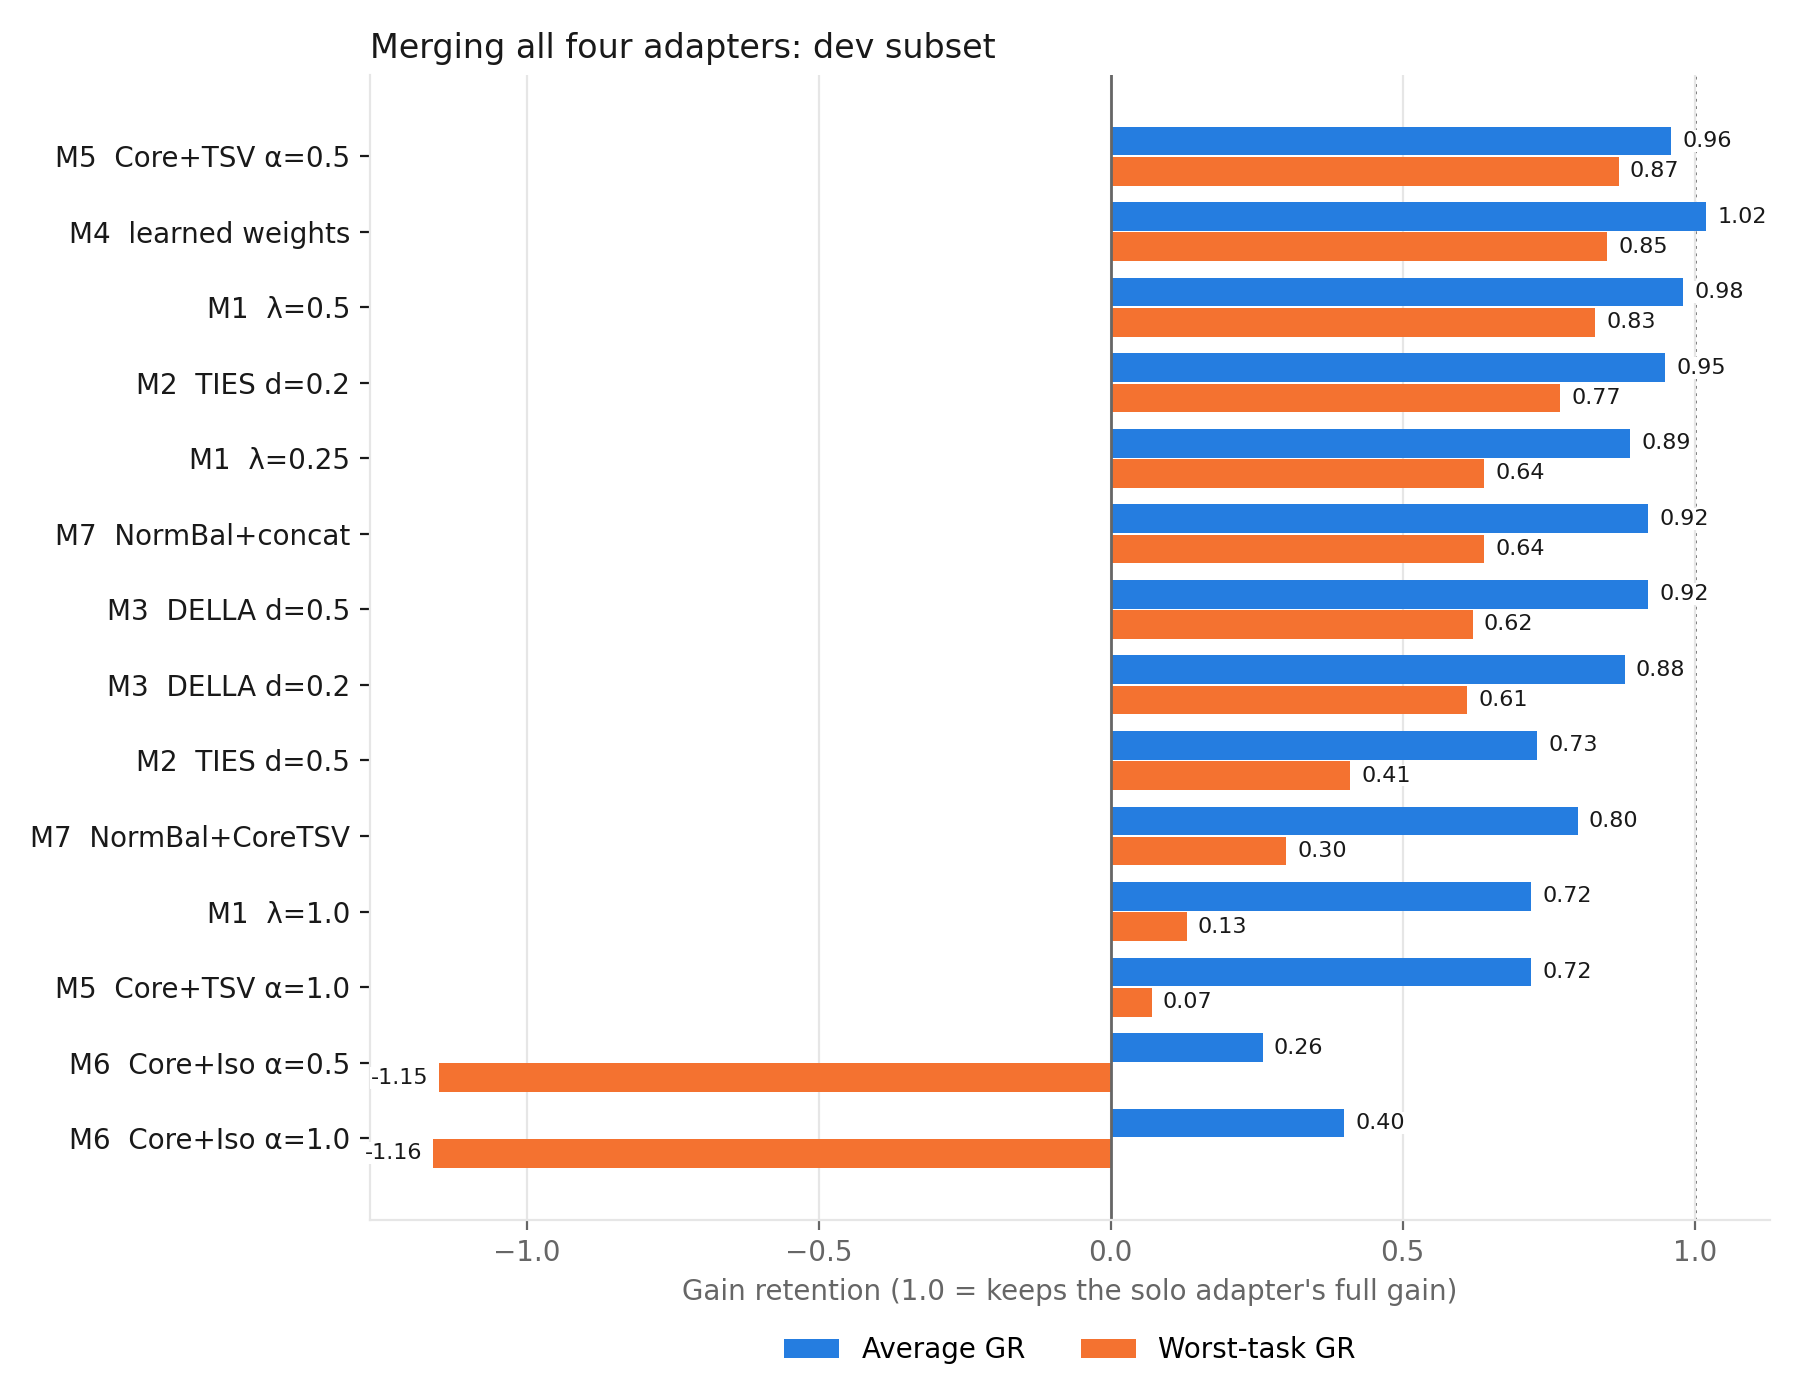 Merging all four adapters: dev subset
M5  Core+TSV α=0.5
0.96
0.87
M4  learned weights
1.02
0.85
M1  λ=0.5
0.98
0.83
M2  TIES d=0.2
0.95
0.77
M1  λ=0.25
0.89
0.64
M7  NormBal+concat
0.92
0.64
M3  DELLA d=0.5
0.92
0.62
M3  DELLA d=0.2
0.88
0.61
M2  TIES d=0.5
0.73
0.41
M7  NormBal+CoreTSV
0.80
0.30
M1  λ=1.0
0.72
0.13
M5  Core+TSV α=1.0
0.72
0.07
M6  Core+Iso α=0.5
0.26
-1.15
M6  Core+Iso α=1.0
0.40
-1.16
−1.0 −0.5 0.0 0.5 1.0
Gain retention (1.0 = keeps the solo adapter's full gain)
Average GR Worst-task GR